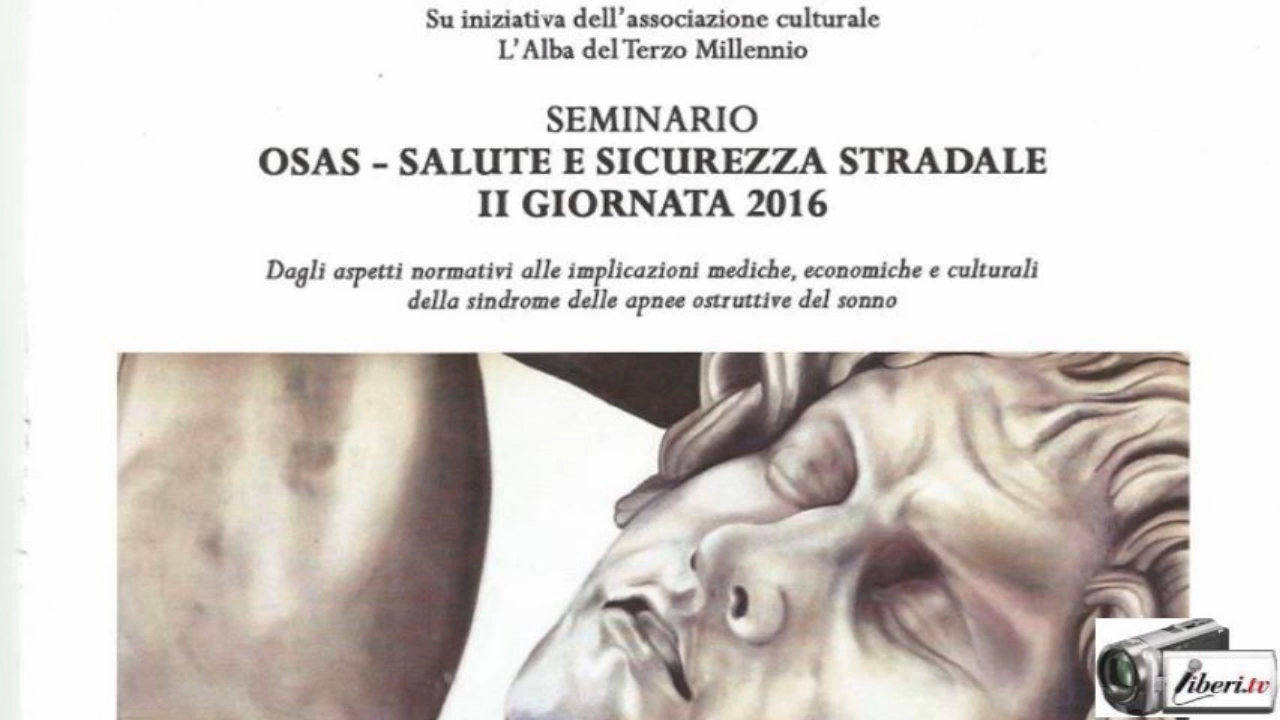 Su iniziativa dell'associazione culturale
L'Alba del Terzo Millennio
SEMINARIO
OSAS – SALUTE E SICUREZZA STRADALE
II GIORNATA 2016
Dagli aspetti normativi alle implicazioni mediche, economiche e culturali
della sindrome delle apnee ostruttive del sonno
liberi.tv